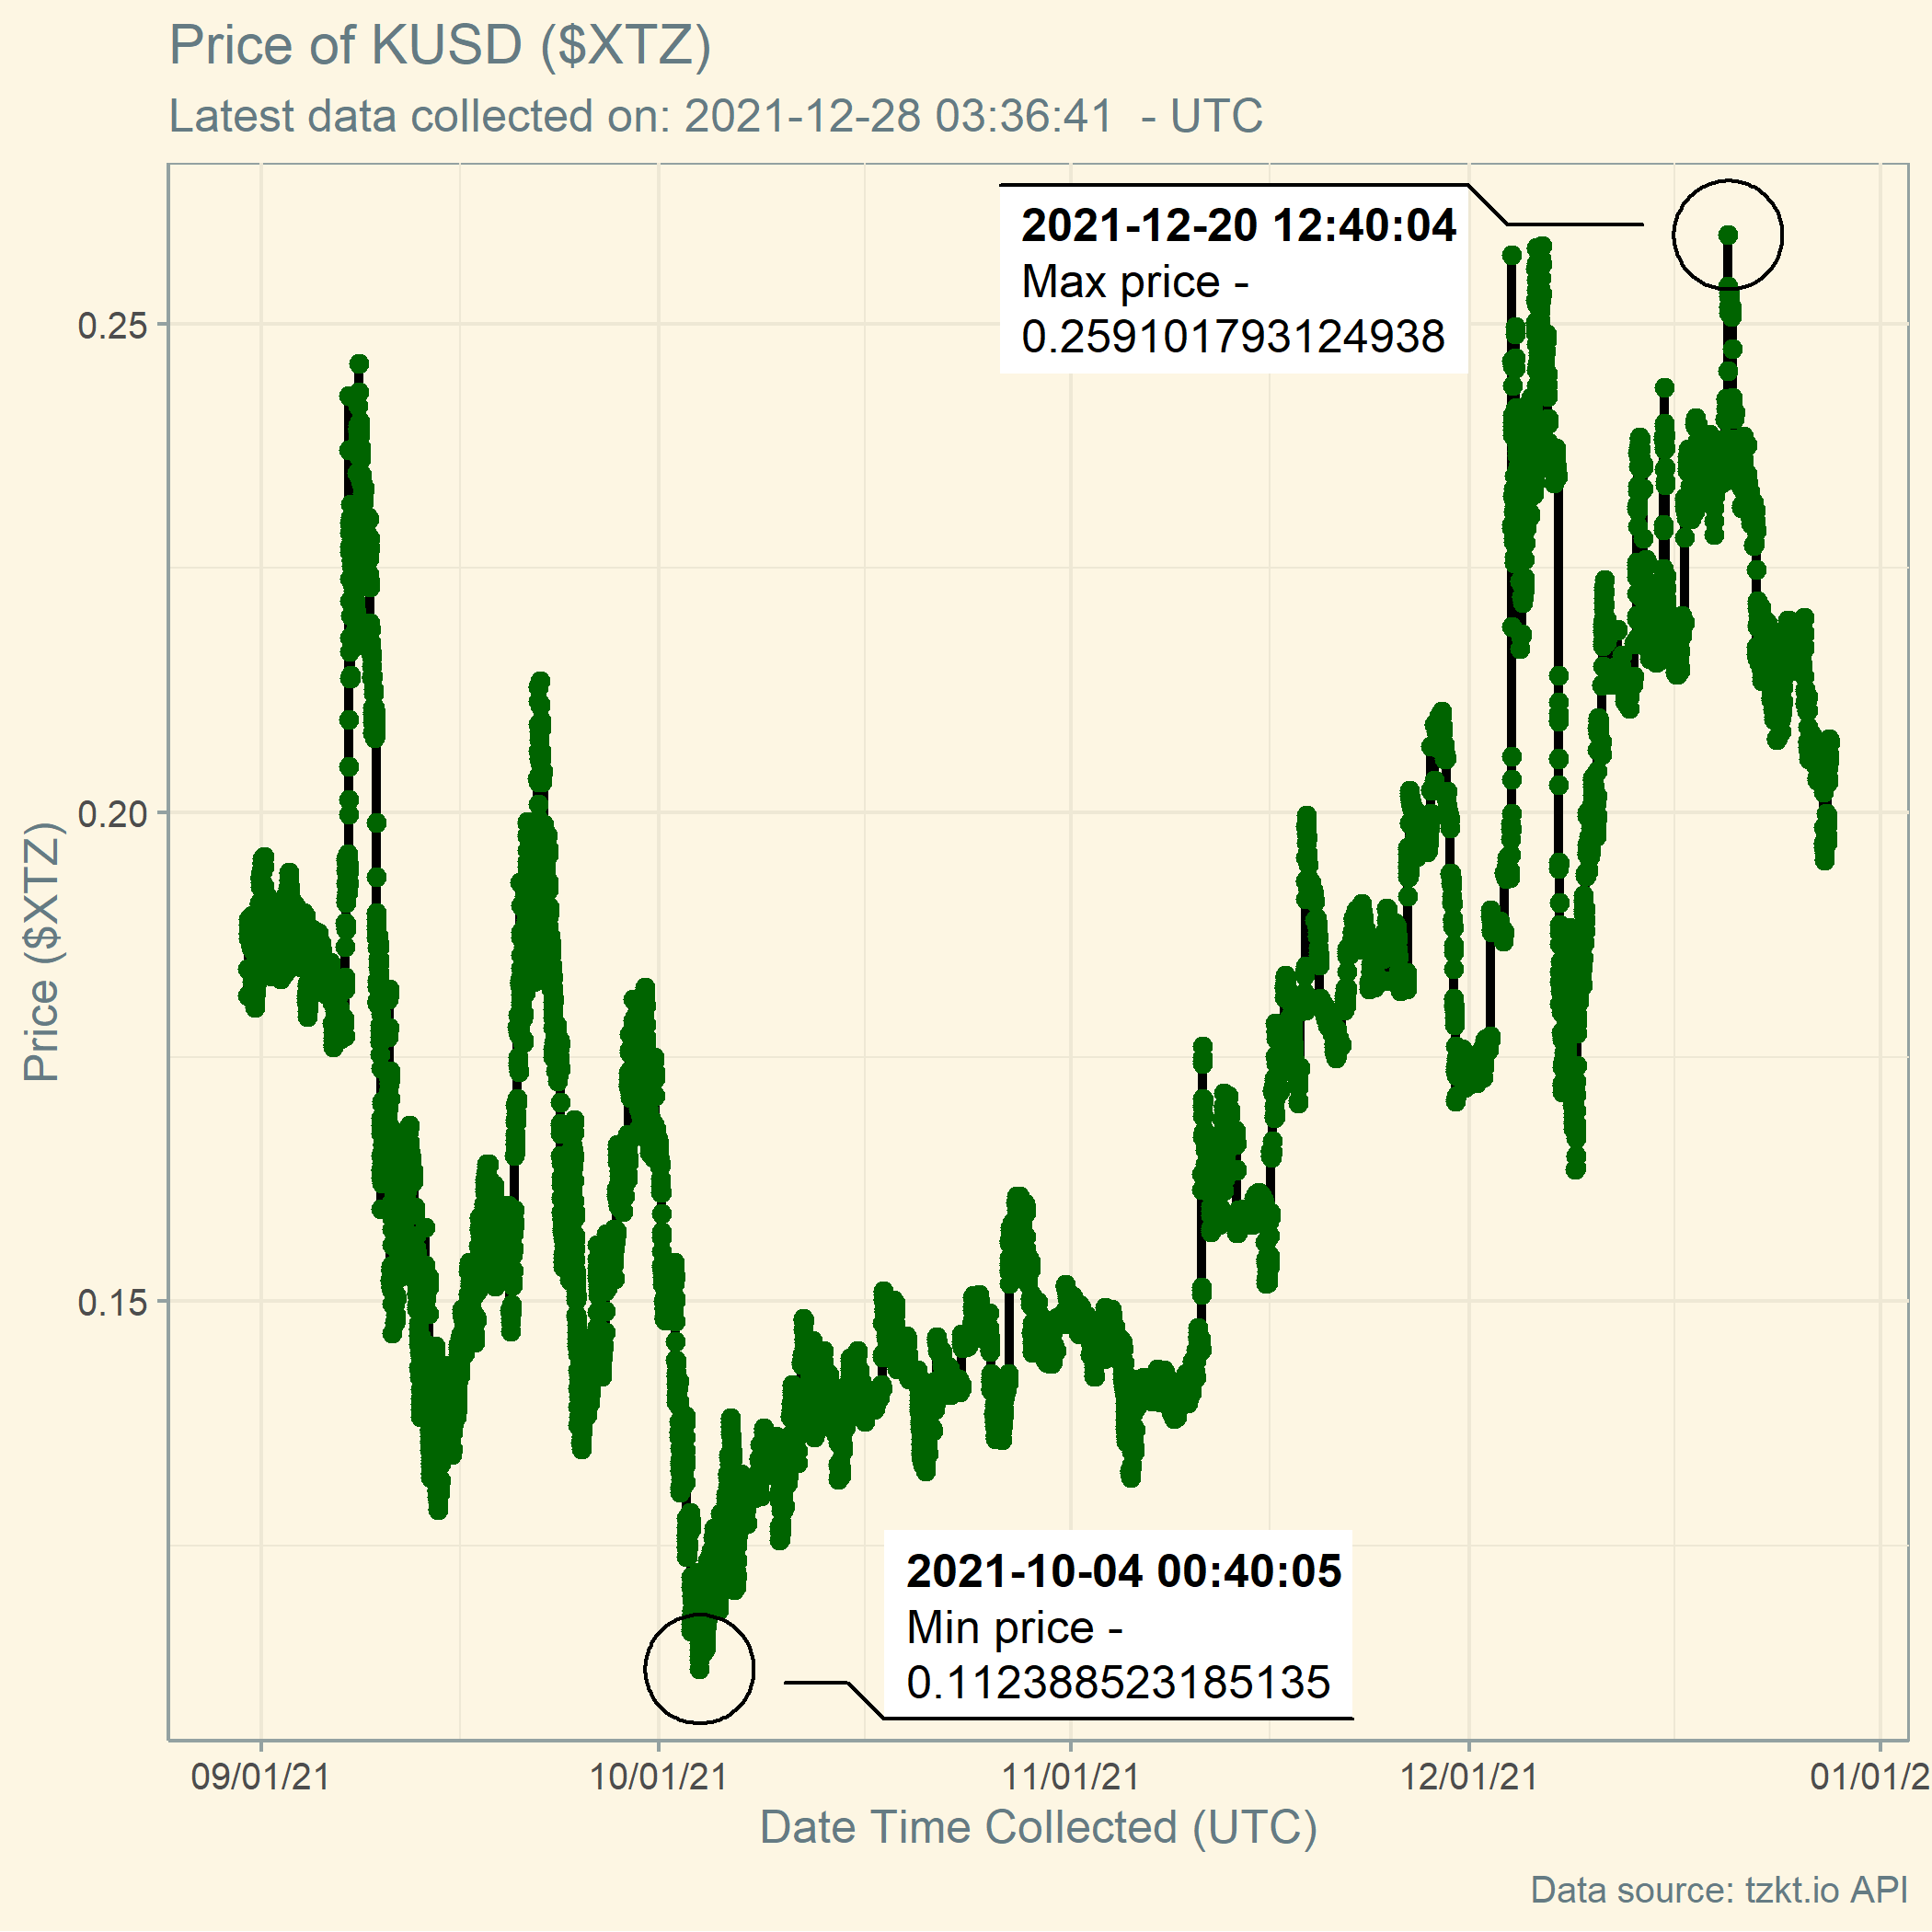 Price of KUSD ($XTZ)
Latest data collected on: 2021-12-28 03:36:41  - UTC
2021-12-20 12:40:04
Max price -
0.259101793124938
0.25
0.20
0.15
Price ($XTZ)
2021-10-04 00:40:05
Min price -
0.112388523185135
09/01/21
10/01/21
11/01/21
12/01/21
01/01/2
Date Time Collected (UTC)
Data source: tzkt.io API